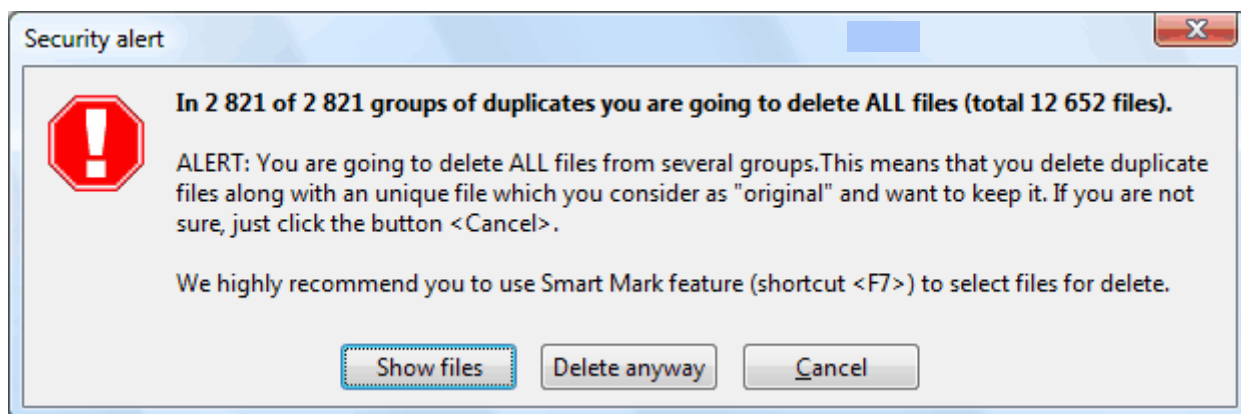 Security alert
In 2 821 of 2 821 groups of duplicates you are going to delete ALL files (total 12 652 files).
ALERT: You are going to delete ALL files from several groups.This means that you delete duplicate
files along with an unique file which you consider as "original" and want to keep it. If you are not
sure, just click the button <Cancel>.
We highly recommend you to use Smart Mark feature (shortcut <F7>) to select files for delete.
Show files
Delete anyway
Cancel